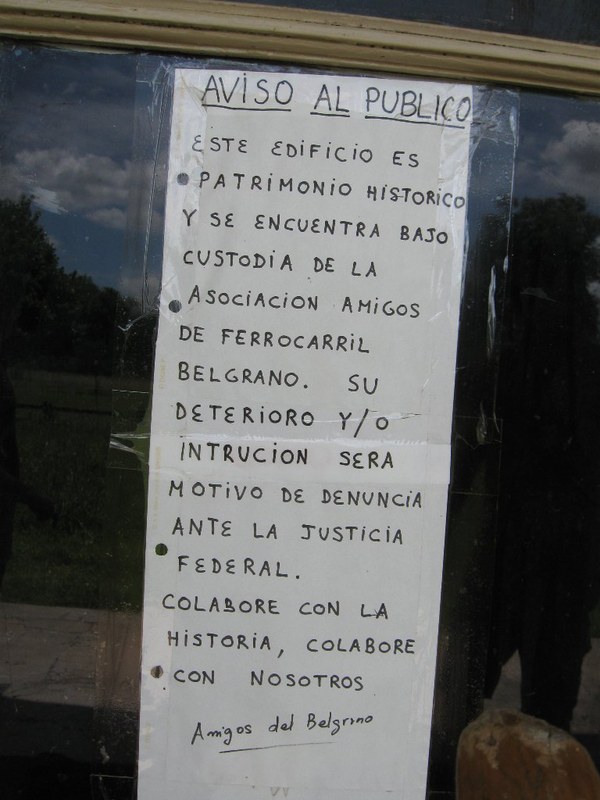 AVISO AL PUBLICO
ESTE EDIFICIO ES
PATRIMONIO HISTORICO
Y SE ENCUENTRA BAJO
CUSTODIA DE LA
ASOCIACION AMIGOS
DE FERROCARRIL
BELGRANO. SU
DETERIORO Y/O
INTRUCION SERA
MOTIVO DE DENUNCIA
ANTE LA JUSTICIA
FEDERAL.
COLABORE CON LA
HISTORIA, COLABORE
CON NOSOTROS
Amigos del Belgrano